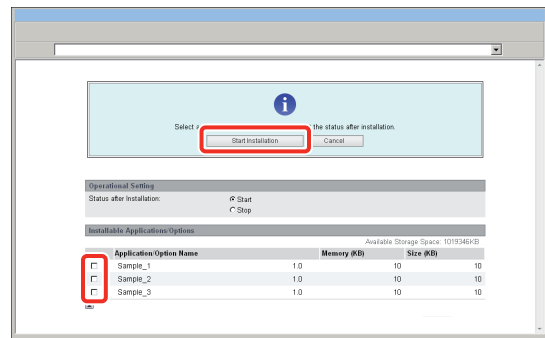 Select a the status after installation.
Start Installation Cancel
Operational Setting
Status after Installation: Start
Stop
Installable Applications/Options
Available Storage Space: 1019346KB
Application/Option Name Memory (KB) Size (KB)
Sample_1 1.0 10 10
Sample_2 1.0 10 10
Sample_3 1.0 10 10